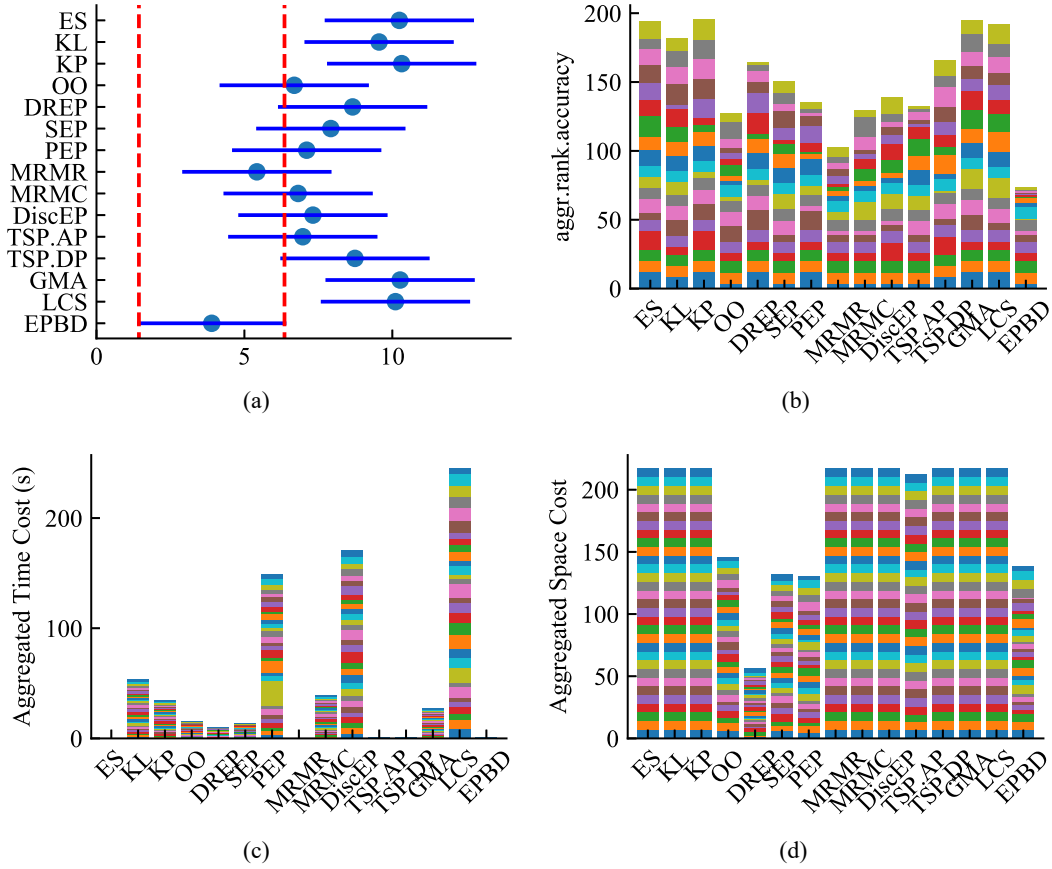 ES
KL
KP
OO
DREP
SEP
PEP
MRMR
MRMC
DiscEP
TSP.AP
TSP.DP
GMA
LCS
EPBD
0 5 10
(a)
aggr.rank.accuracy
200
150
100
50
0
ES KL KP OO DREP SEP PEP MRMR MRMC DiscEP TSP.AP TSP.DP GMA LCS EPBD
(b)
Aggregated Time Cost (s)
200
100
0
ES KL KP OO DREP SEP PEP MRMR MRMC DiscEP TSP.AP TSP.DP GMA LCS EPBD
(c)
Aggregated Space Cost
200
150
100
50
0
ES KL KP OO DREP SEP PEP MRMR MRMC DiscEP TSP.AP TSP.DP GMA LCS EPBD
(d)